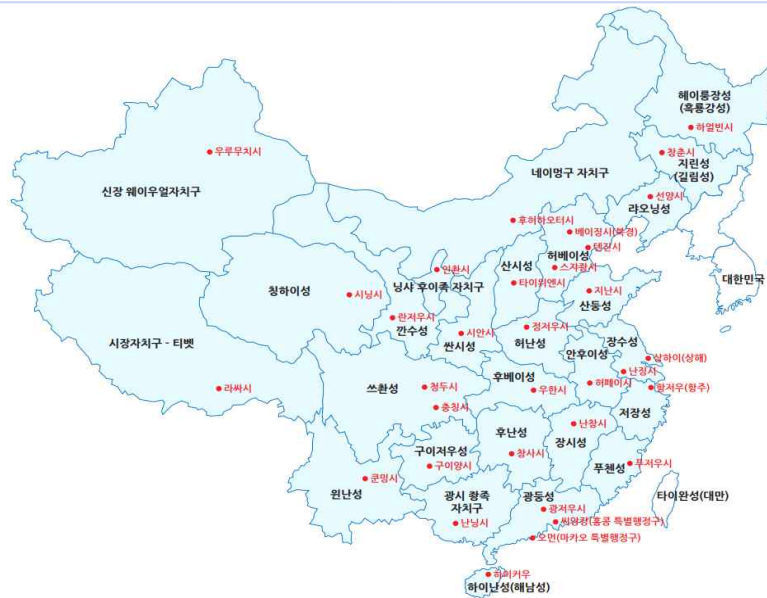 헤이룽장성
(흑룡강성)
하얼빈시
창춘시
지린성
(길림성)
우루무치시
신장 웨이우얼자치구
네이멍구 자치구
선양시
랴오닝성
후허하오터시
베이징시(북경)
톈진시
허베이성
스자좡시
산시성
타이위엔시
인촨시
닝샤 후이족 자치구
칭하이성
시닝시
란저우시
깐수성
지난시
산둥성
대한민국
시안시
싼시성
정저우시
허난성
장수성
안후이성
상하이(상해)
난징시
허페이시
항저우(항주)
저장성
시장자치구 - 티벳
라싸시
쓰촨성
청두시
충칭시
후베이성
우한시
후난성
창사시
난창시
장시성
구이저우성
구이양시
푸젠성
푸저우시
쿤밍시
윈난성
광시 좡족
자치구
난닝시
광둥성
광저우시
씨앙강(홍콩 특별행정구)
오먼(마카오 특별행정구)
타이완성(대만)
하이커우
하이난성(해남성)